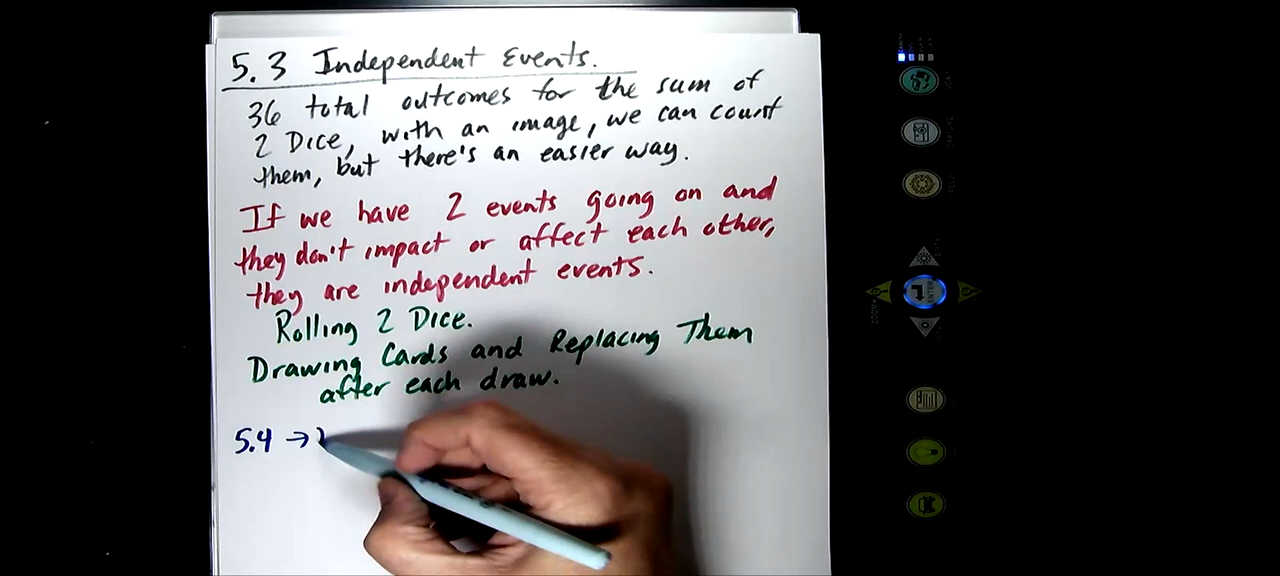 5.3 Independent Events.
36 total outcomes for the sum of
2 Dice, with an image, we can count
them, but there's an easier way.
If we have 2 events going on and
they don't impact or affect each other,
they are independent events.
Rolling 2 Dice.
Drawing Cards and Replacing Them
after each draw.
5.4 →
ENTER